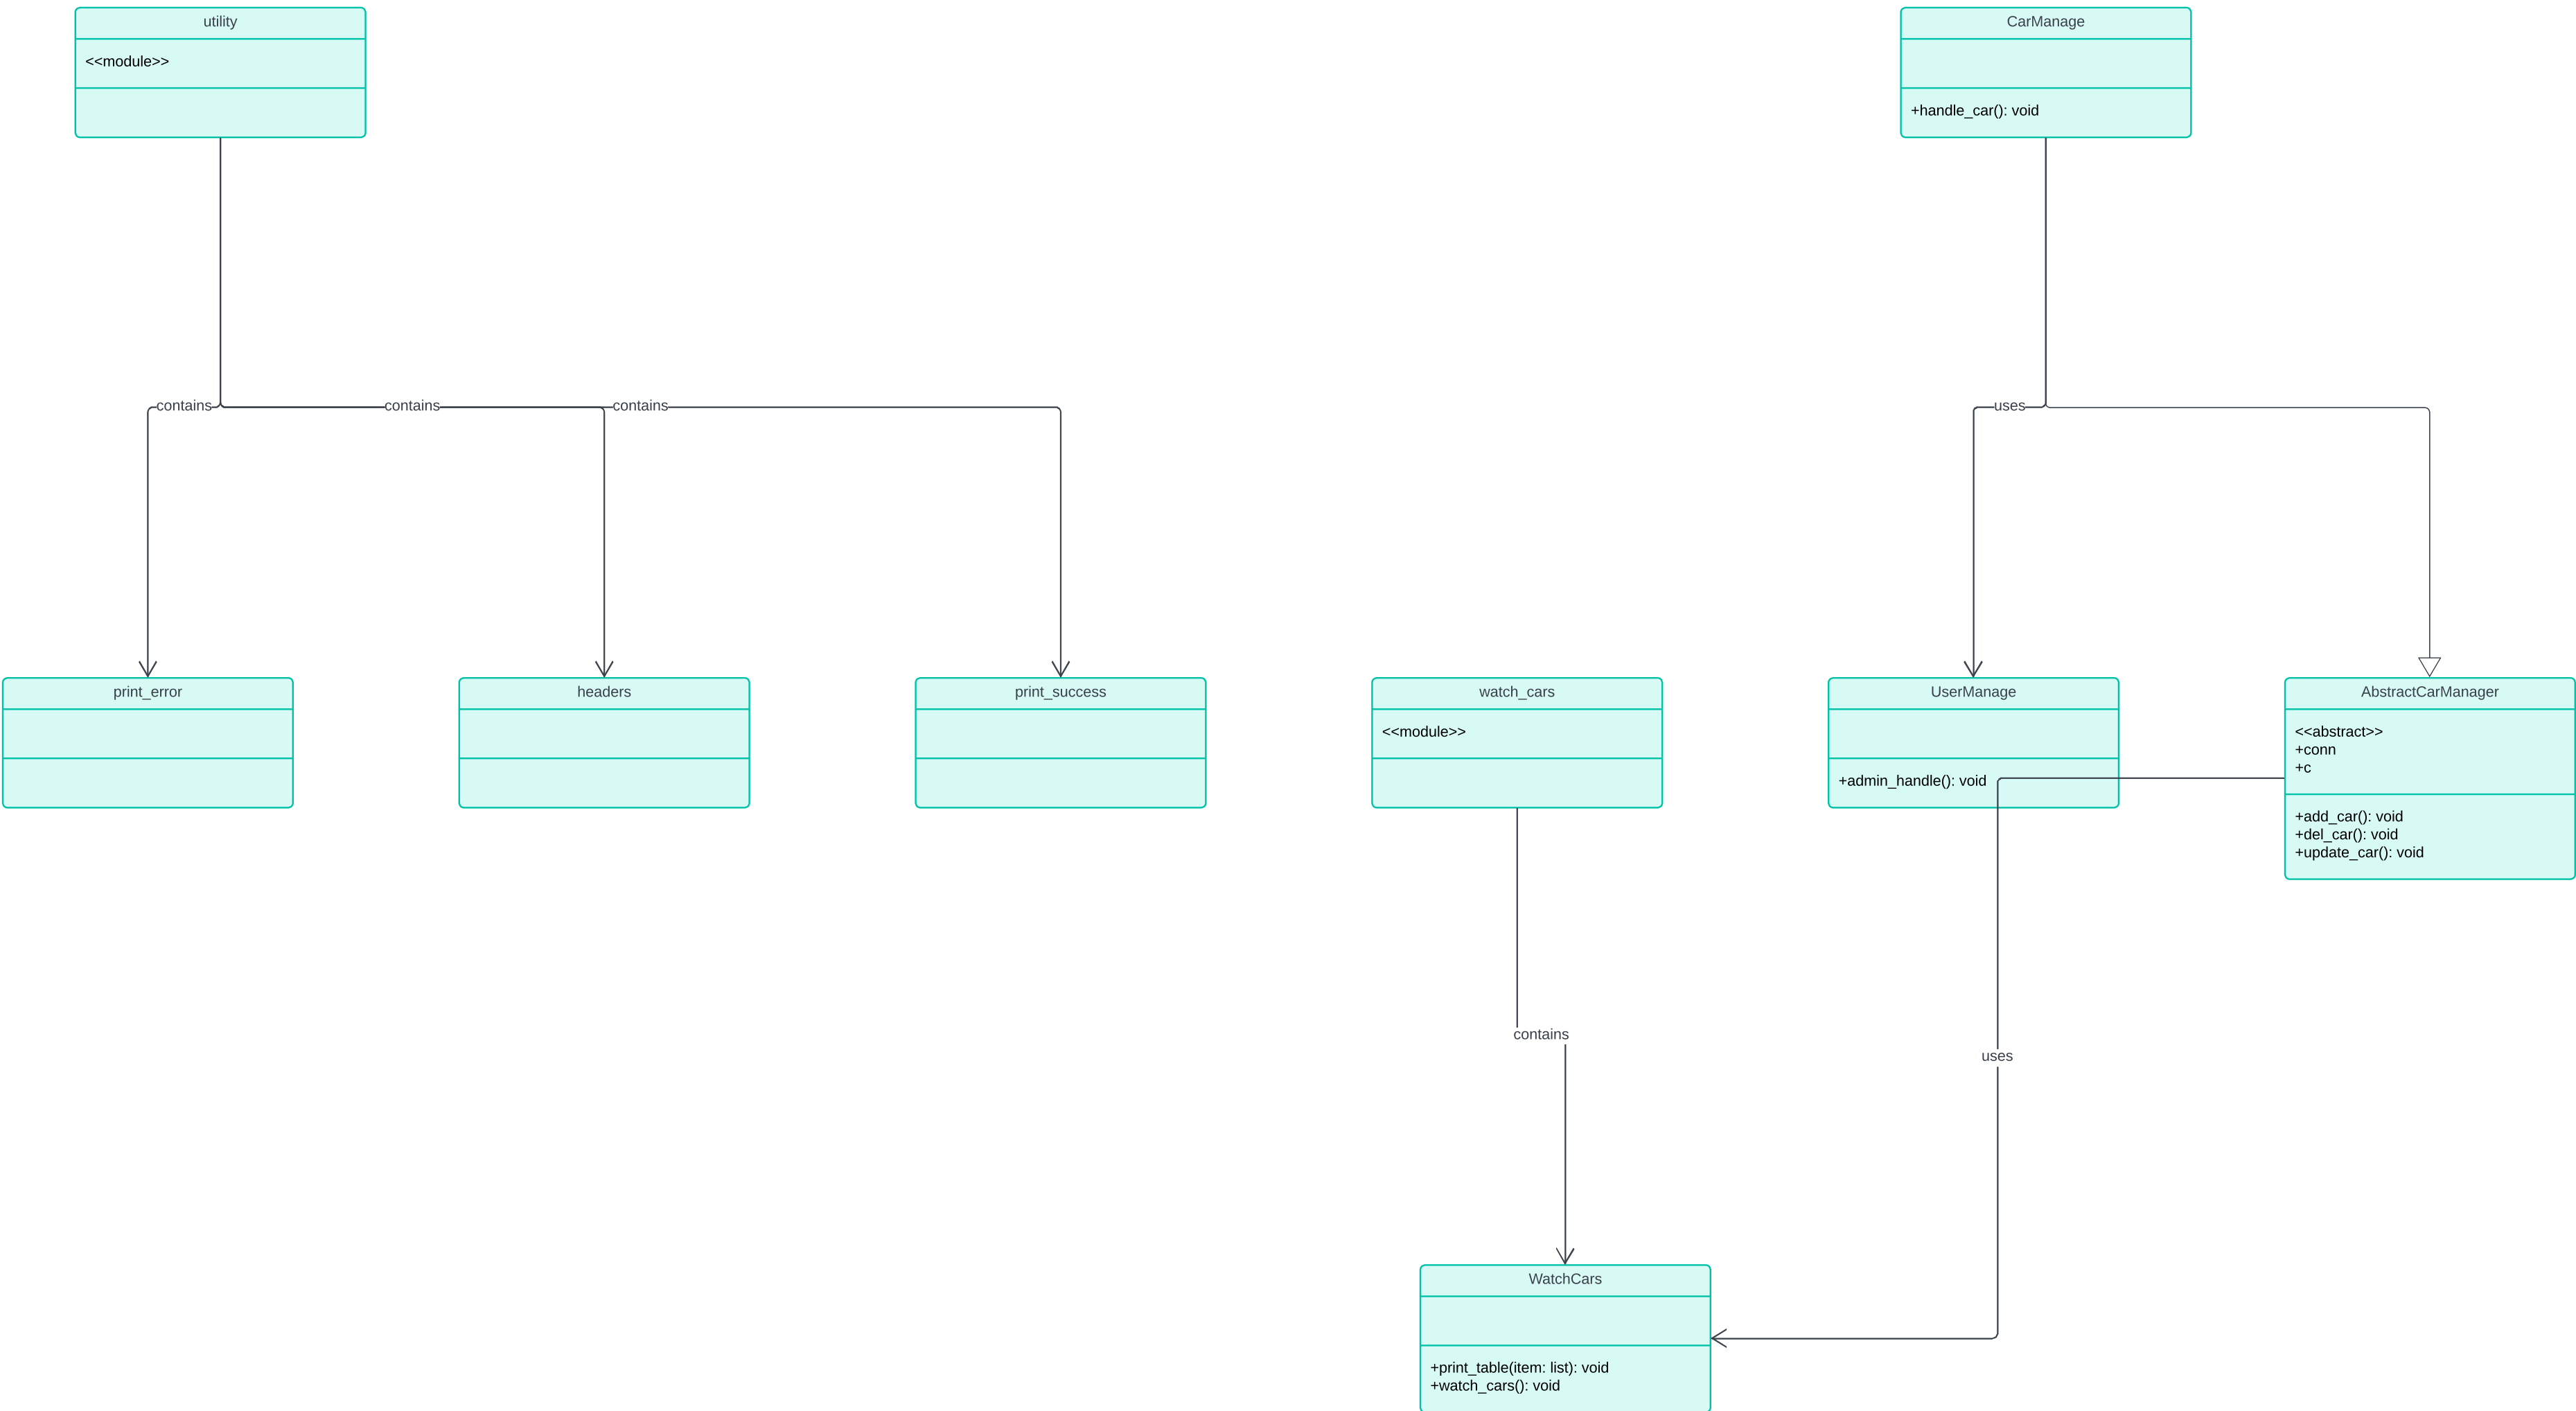 utility
<<module>>
CarManage
+handle_car(): void
contains
contains
contains
uses
print_error
headers
print_success
watch_cars
<<module>>
UserManage
+admin_handle(): void
AbstractCarManager
<<abstract>>
+conn
+c
+add_car(): void
+del_car(): void
+update_car(): void
contains
uses
WatchCars
+print_table(item: list): void
+watch_cars(): void